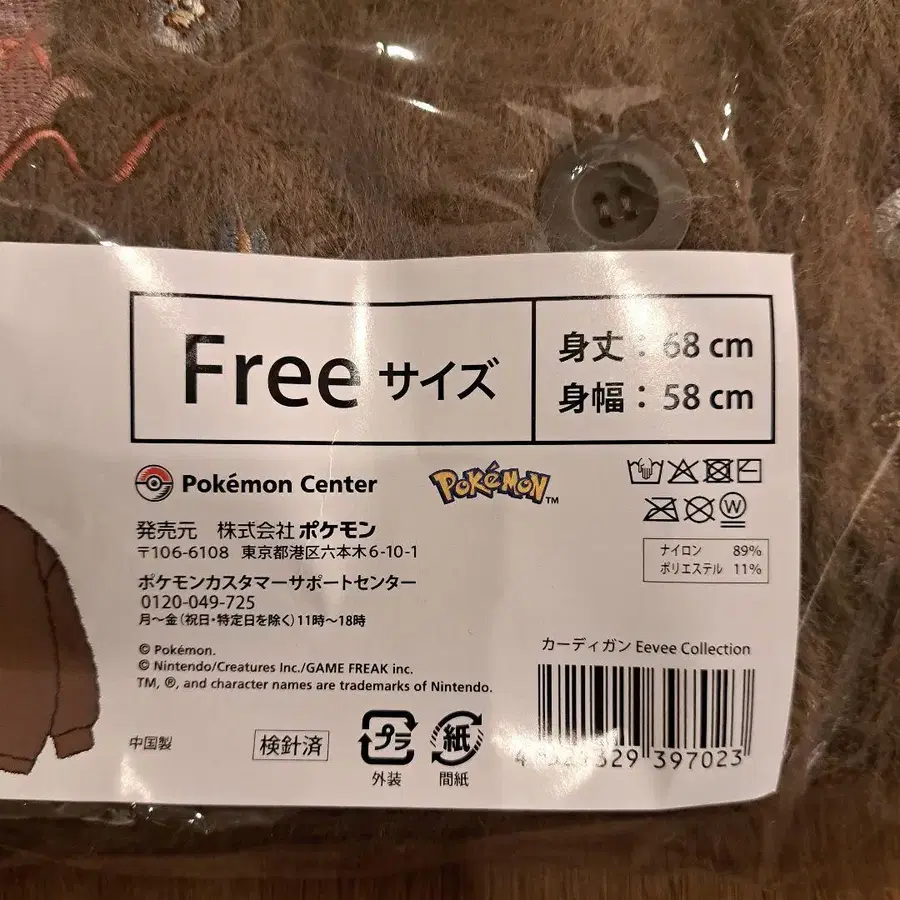 Free サイズ
身丈：68 cm
身幅：58 cm
Pokémon Center
POKÉMON™
発売元　株式会社ポケモン
〒106-6108 東京都港区六本木6-10-1
ポケモンカスタマーサポートセンター
0120-049-725
月〜金（祝日・特定日を除く）11時〜18時
© Pokémon.
© Nintendo/Creatures Inc./GAME FREAK inc.
TM, ®, and character names are trademarks of Nintendo.
中国製
検針済
プラ
外装
紙
間紙
W
ナイロン 89%
ポリエステル 11%
カーディガン Eevee Collection
397023